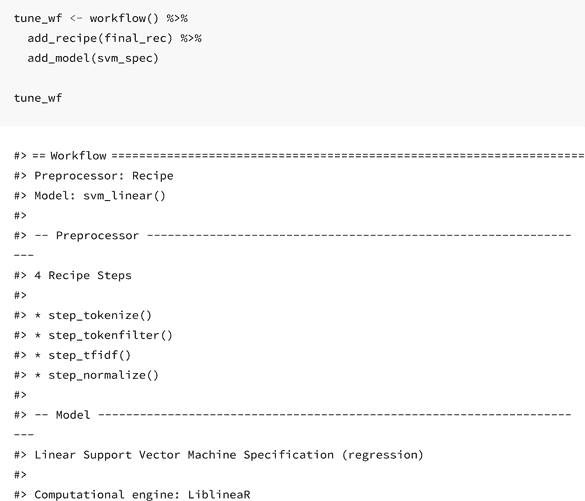 tune_wf <- workflow() %>%
  add_recipe(final_rec) %>%
  add_model(svm_spec)
tune_wf
#> == Workflow ====================================================================
#> Preprocessor: Recipe
#> Model: svm_linear()
#>
#> -- Preprocessor -------------------------------------------------------------
---
#> 4 Recipe Steps
#>
#> * step_tokenize()
#> * step_tokenfilter()
#> * step_tfidf()
#> * step_normalize()
#>
#> -- Model --------------------------------------------------------------------
---
#> Linear Support Vector Machine Specification (regression)
#>
#> Computational engine: LiblineaR